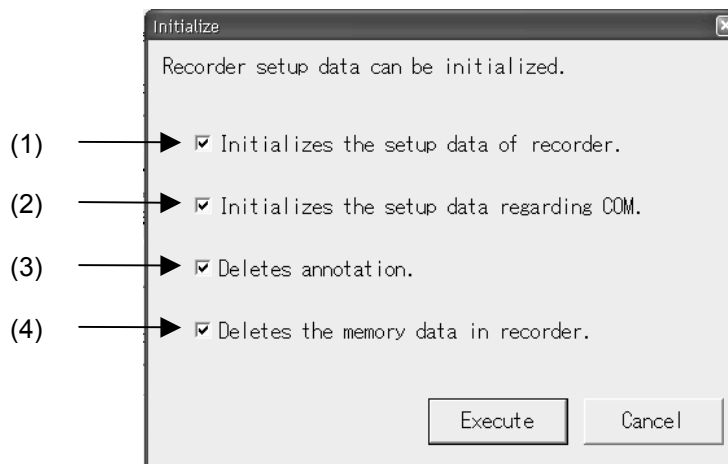 Initialize
Recorder setup data can be initialized.
(1) Initializes the setup data of recorder.
(2) Initializes the setup data regarding COM.
(3) Deletes annotation.
(4) Deletes the memory data in recorder.
Execute Cancel